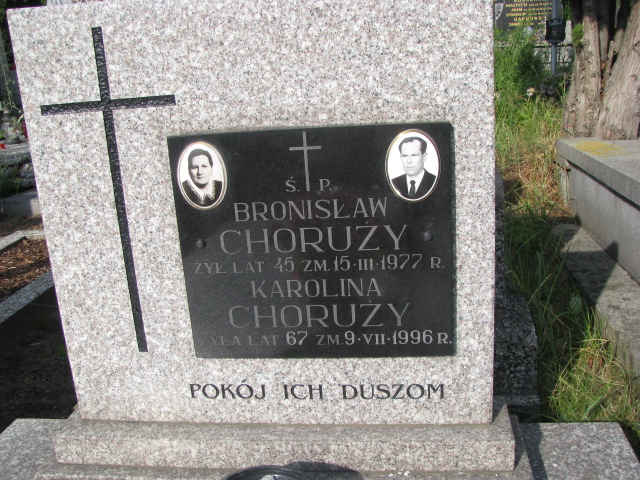 Ś. P.
BRONISŁAW
CHORUŻY
ŻYŁ LAT 45 ZM. 15·III·1977 R.
KAROLINA
CHORUŻY
ŻYŁA LAT 67 ZM. 9·VII·1996 R.
POKÓJ ICH DUSZOM